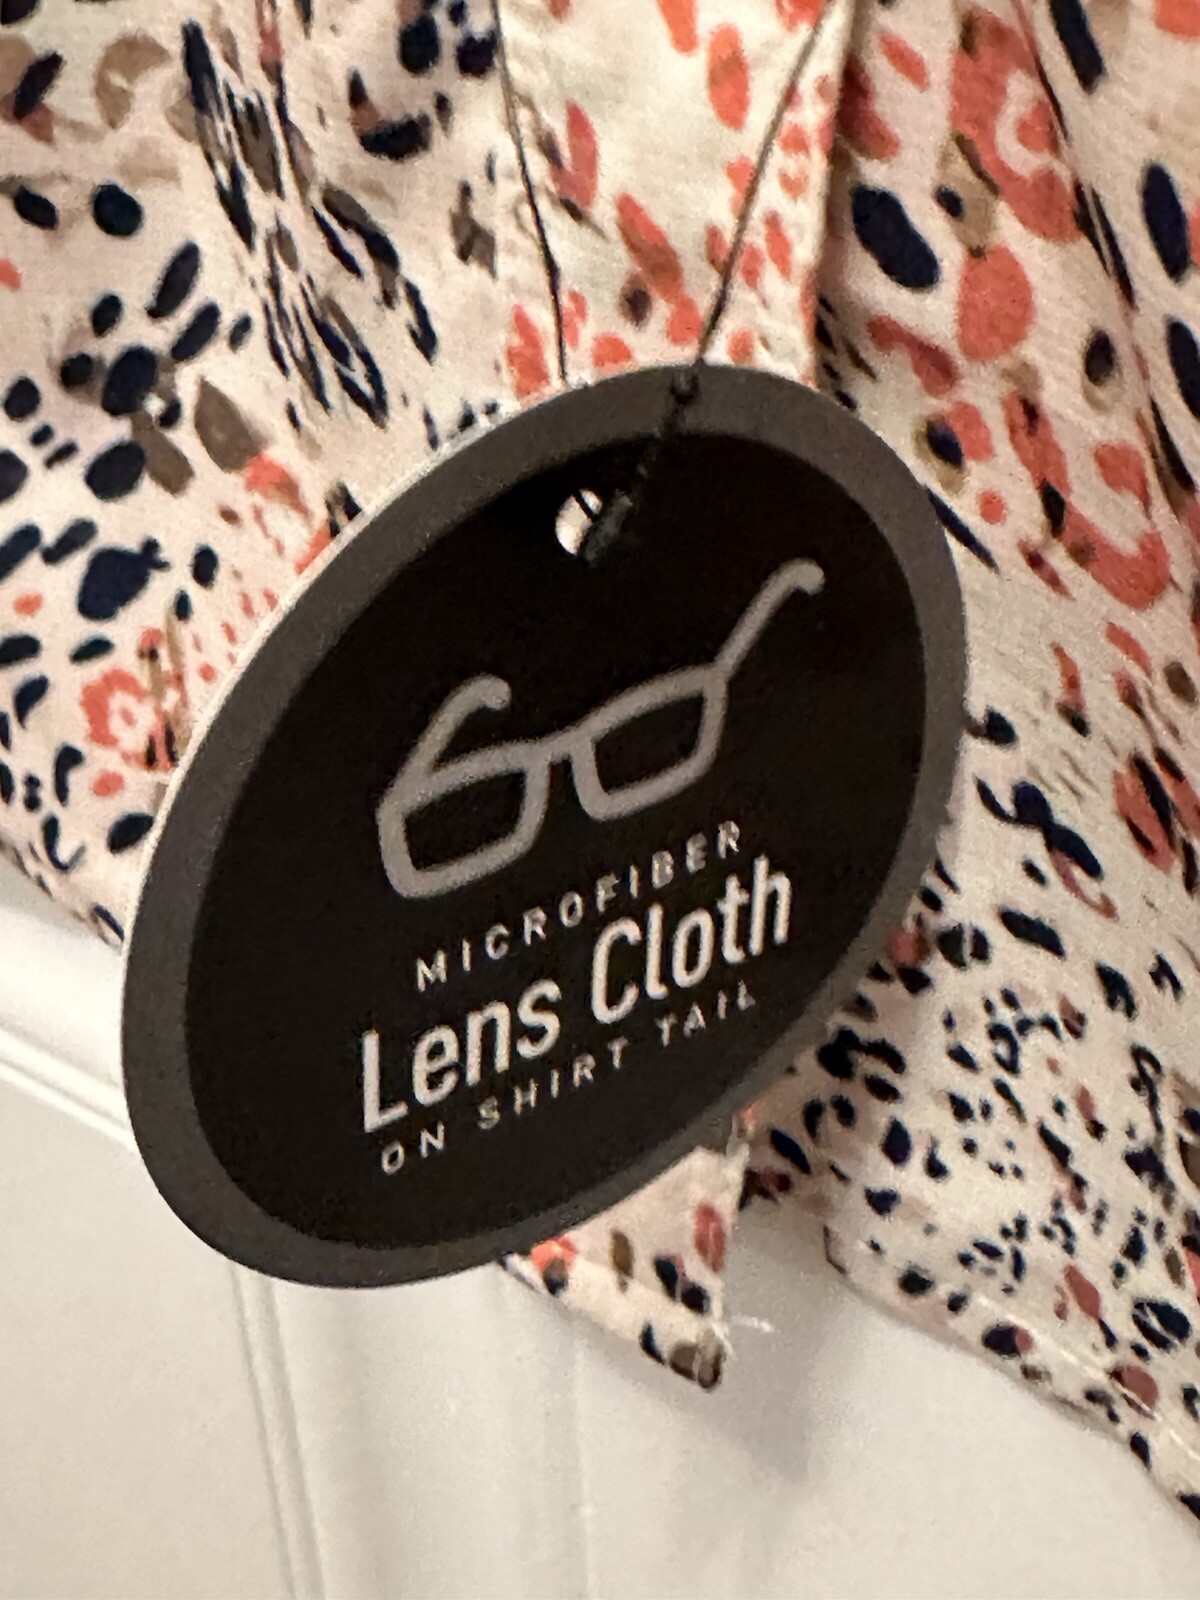 MICROFIBER
Lens Cloth
ON SHIRT TAIL